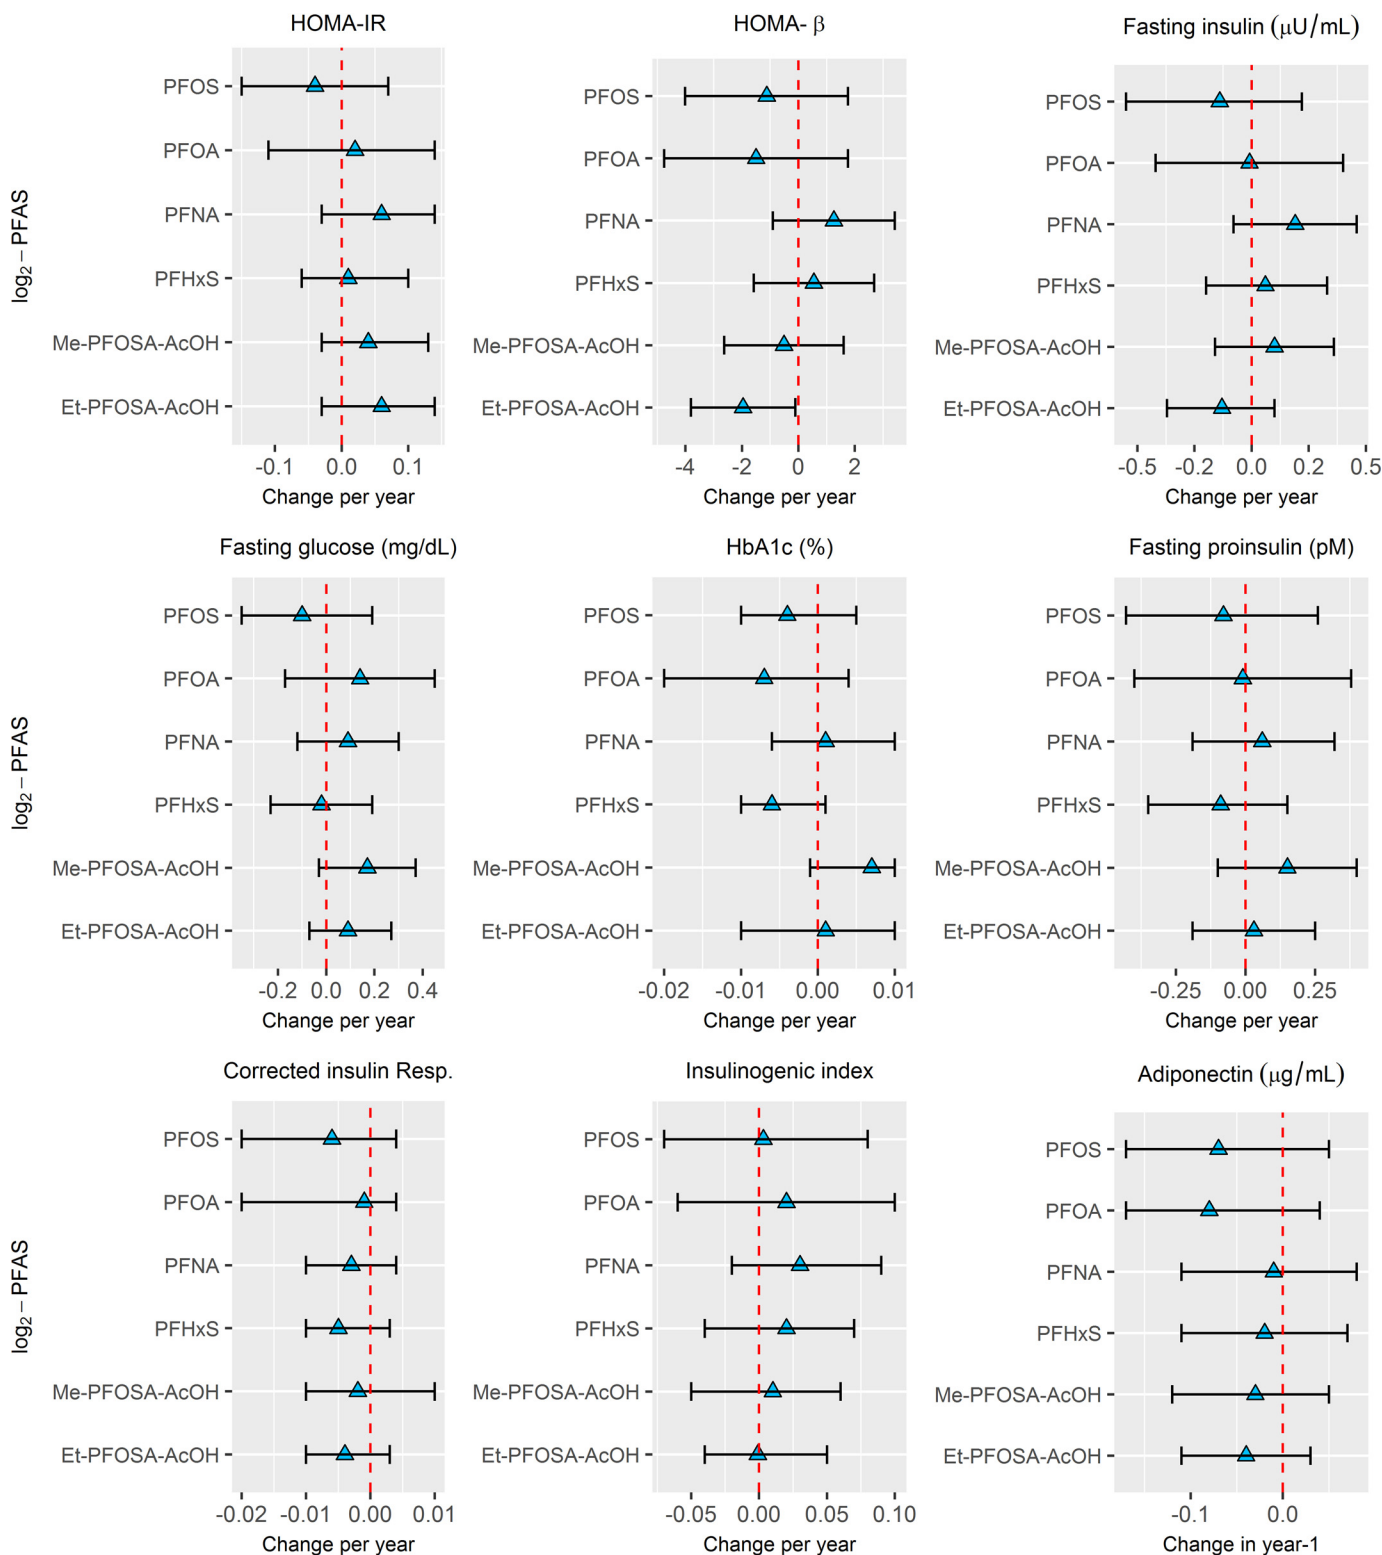 HOMA-IR
PFOS
PFOA
PFNA
PFHxS
Me-PFOSA-AcOH
Et-PFOSA-AcOH
log₂−PFAS
-0.1 0.0 0.1
Change per year
HOMA- β
PFOS
PFOA
PFNA
PFHxS
Me-PFOSA-AcOH
Et-PFOSA-AcOH
-4 -2 0 2
Change per year
Fasting insulin (μU/mL)
PFOS
PFOA
PFNA
PFHxS
Me-PFOSA-AcOH
Et-PFOSA-AcOH
-0.5 -0.2 0.0 0.2 0.5
Change per year
Fasting glucose (mg/dL)
PFOS
PFOA
PFNA
PFHxS
Me-PFOSA-AcOH
Et-PFOSA-AcOH
log₂−PFAS
-0.2 0.0 0.2 0.4
Change per year
HbA1c (%)
PFOS
PFOA
PFNA
PFHxS
Me-PFOSA-AcOH
Et-PFOSA-AcOH
-0.02 -0.01 0.00 0.01
Change per year
Fasting proinsulin (pM)
PFOS
PFOA
PFNA
PFHxS
Me-PFOSA-AcOH
Et-PFOSA-AcOH
-0.25 0.00 0.25
Change per year
Corrected insulin Resp.
PFOS
PFOA
PFNA
PFHxS
Me-PFOSA-AcOH
Et-PFOSA-AcOH
log₂−PFAS
-0.02 -0.01 0.00 0.01
Change per year
Insulinogenic index
PFOS
PFOA
PFNA
PFHxS
Me-PFOSA-AcOH
Et-PFOSA-AcOH
-0.05 0.00 0.05 0.10
Change per year
Adiponectin (μg/mL)
PFOS
PFOA
PFNA
PFHxS
Me-PFOSA-AcOH
Et-PFOSA-AcOH
-0.1 0.0
Change in year-1